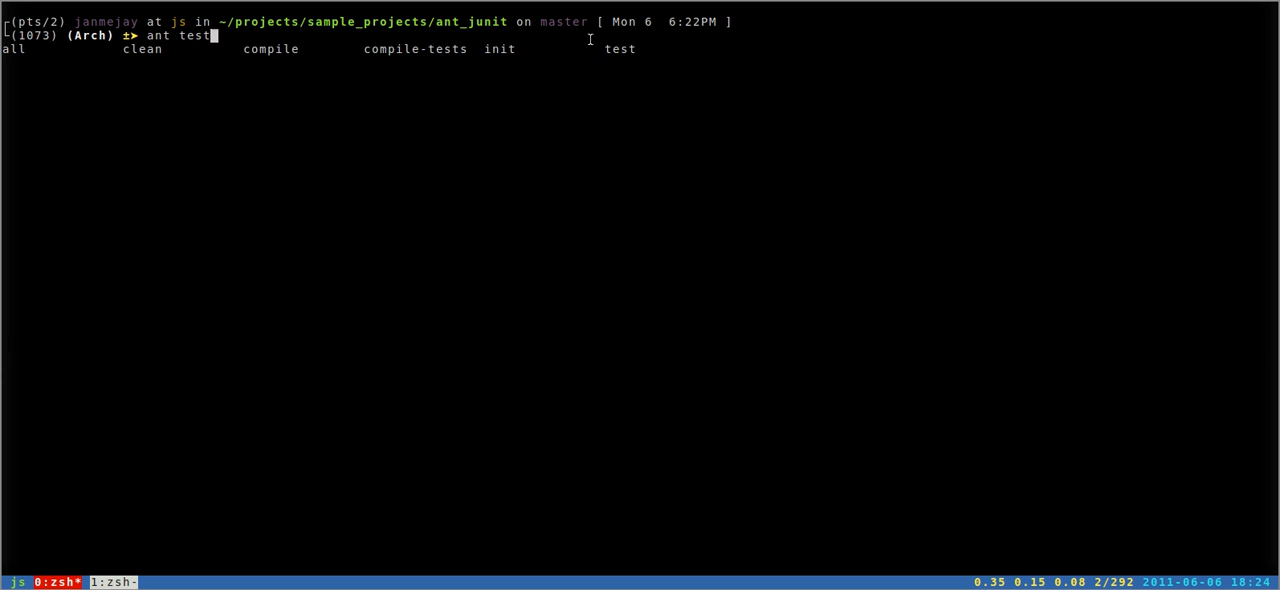 ┌(pts/2) janmejay at js in ~/projects/sample_projects/ant_junit on master [ Mon 6  6:22PM ]
└(1073) (Arch) ±➤ ant test
all clean compile compile-tests init test
js 0:zsh* 1:zsh- 0.35 0.15 0.08 2/292 2011-06-06 18:24